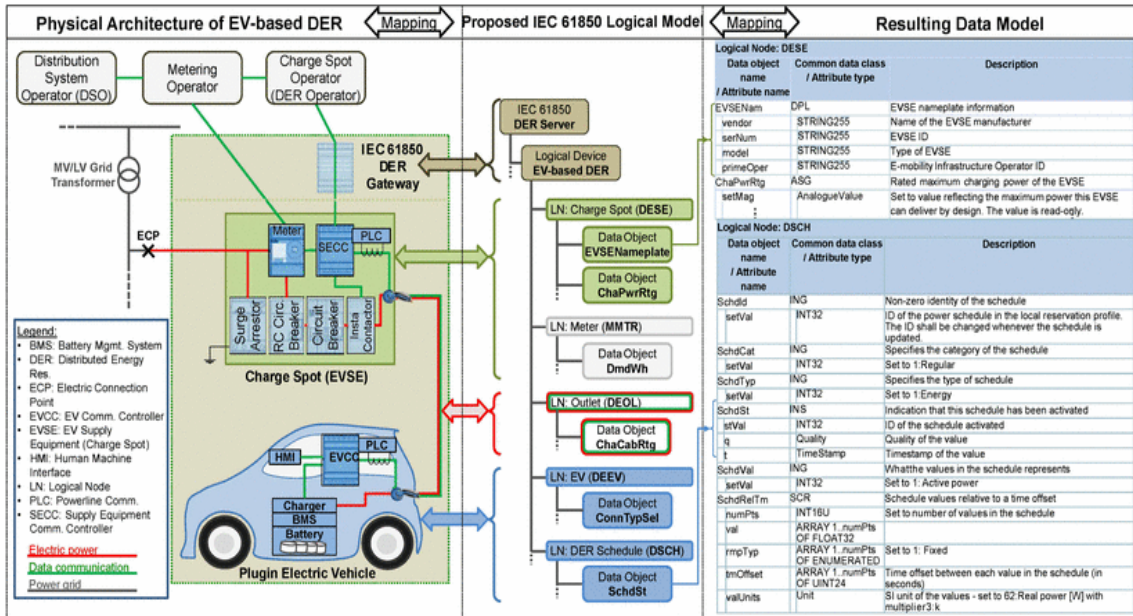 Physical Architecture of EV-based DER
Mapping
Proposed IEC 61850 Logical Model
Mapping
Resulting Data Model
Distribution
System
Operator (DSO)
Metering
Operator
Charge Spot
Operator
(DER Operator)
MV/LV Grid
Transformer
IEC 61850
DER
Gateway
ECP
Meter
SECC
PLC
Surge
Arrestor
RC Circ.
Breaker
Circuit
Breaker
Insta
Contactor
Charge Spot (EVSE)
Legend:
• BMS: Battery Mgmt. System
• DER: Distributed Energy
Res.
• ECP: Electric Connection
Point
• EVCC: EV Comm. Controller
• EVSE: EV Supply
Equipment (Charge Spot)
• HMI: Human Machine
Interface
• LN: Logical Node
• PLC: Powerline Comm.
• SECC: Supply Equipment
Comm. Controller
Electric power
Data communication
Power grid
HMI
EVCC
PLC
Charger
BMS
Battery
Plugin Electric Vehicle
IEC 61850
DER Server
Logical Device
EV-based DER
LN: Charge Spot (DESE)
Data Object
EVSENameplate
Data Object
ChaPwrRtg
LN: Meter (MMTR)
Data Object
DmdWh
LN: Outlet (DEOL)
Data Object
ChaCabRtg
LN: EV (DEEV)
Data Object
ConnTypSel
LN: DER Schedule (DSCH)
Data Object
SchdSt
Logical Node: DESE
Data object name / Attribute name Common data class / Attribute type Description
EVSENam DPL EVSE nameplate information
vendor STRING255 Name of the EVSE manufacturer
serNum STRING255 EVSE ID
model STRING255 Type of EVSE
primeOper STRING255 E-mobility Infrastructure Operator ID
ChaPwrRtg ASG Rated maximum charging power of the EVSE
setMag AnalogueValue Set to value reflecting the maximum power this EVSE
can deliver by design. The value is read-ogly.
⋮
Logical Node: DSCH
Data object name / Attribute name Common data class / Attribute type Description
SchdId ING Non-zero identity of the schedule
setVal INT32 ID of the power schedule in the local reservation profile.
The ID shall be changed whenever the schedule is
updated.
SchdCat ING Specifies the category of the schedule
setVal INT32 Set to 1:Regular
SchdTyp ING Specifies the type of schedule
setVal INT32 Set to 1:Energy
SchdSt INS Indication that this schedule has been activated
stVal INT32 ID of the schedule activated
q Quality Quality of the value
t TimeStamp Timestamp of the value
SchdVal ING Whatthe values in the schedule represents
setVal INT32 Set to 1: Active power
SchdRelTm SCR Schedule values relative to a time offset
numPts INT16U Set to number of values in the schedule
val ARRAY 1..numPts
OF FLOAT32
rmpTyp ARRAY 1..numPts Set to 1: Fixed
OF ENUMERATED
tmOffset ARRAY 1..numPts Time offset between each value in the schedule (in
OF UINT24 seconds)
valUnits Unit SI unit of the values - set to 62:Real power [W] with
multiplier3:k